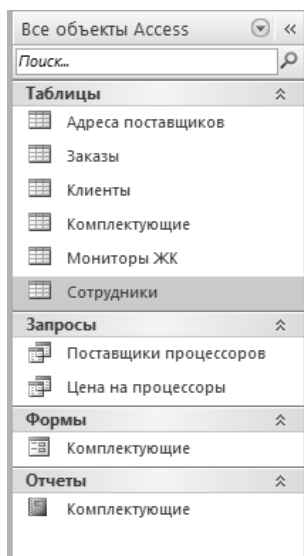 Все объекты Access
Поиск...
Таблицы
Адреса поставщиков
Заказы
Клиенты
Комплектующие
Мониторы ЖК
Сотрудники
Запросы
Поставщики процессоров
Цена на процессоры
Формы
Комплектующие
Отчеты
Комплектующие